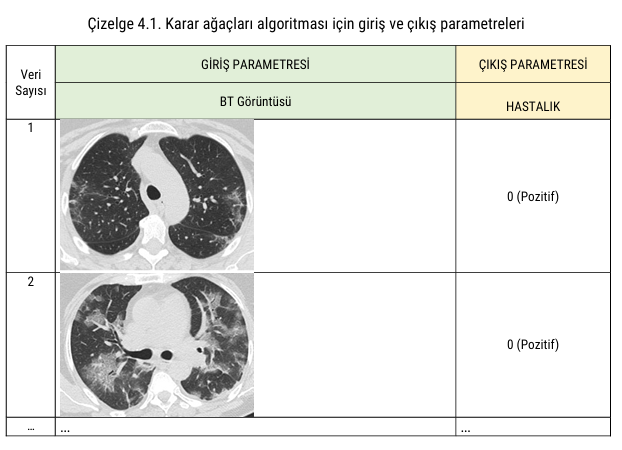 Çizelge 4.1. Karar ağaçları algoritması için giriş ve çıkış parametreleri
Veri
Sayısı
GİRİŞ PARAMETRESİ
ÇIKIŞ PARAMETRESİ
BT Görüntüsü
HASTALIK
1
0 (Pozitif)
2
0 (Pozitif)
...
...
...